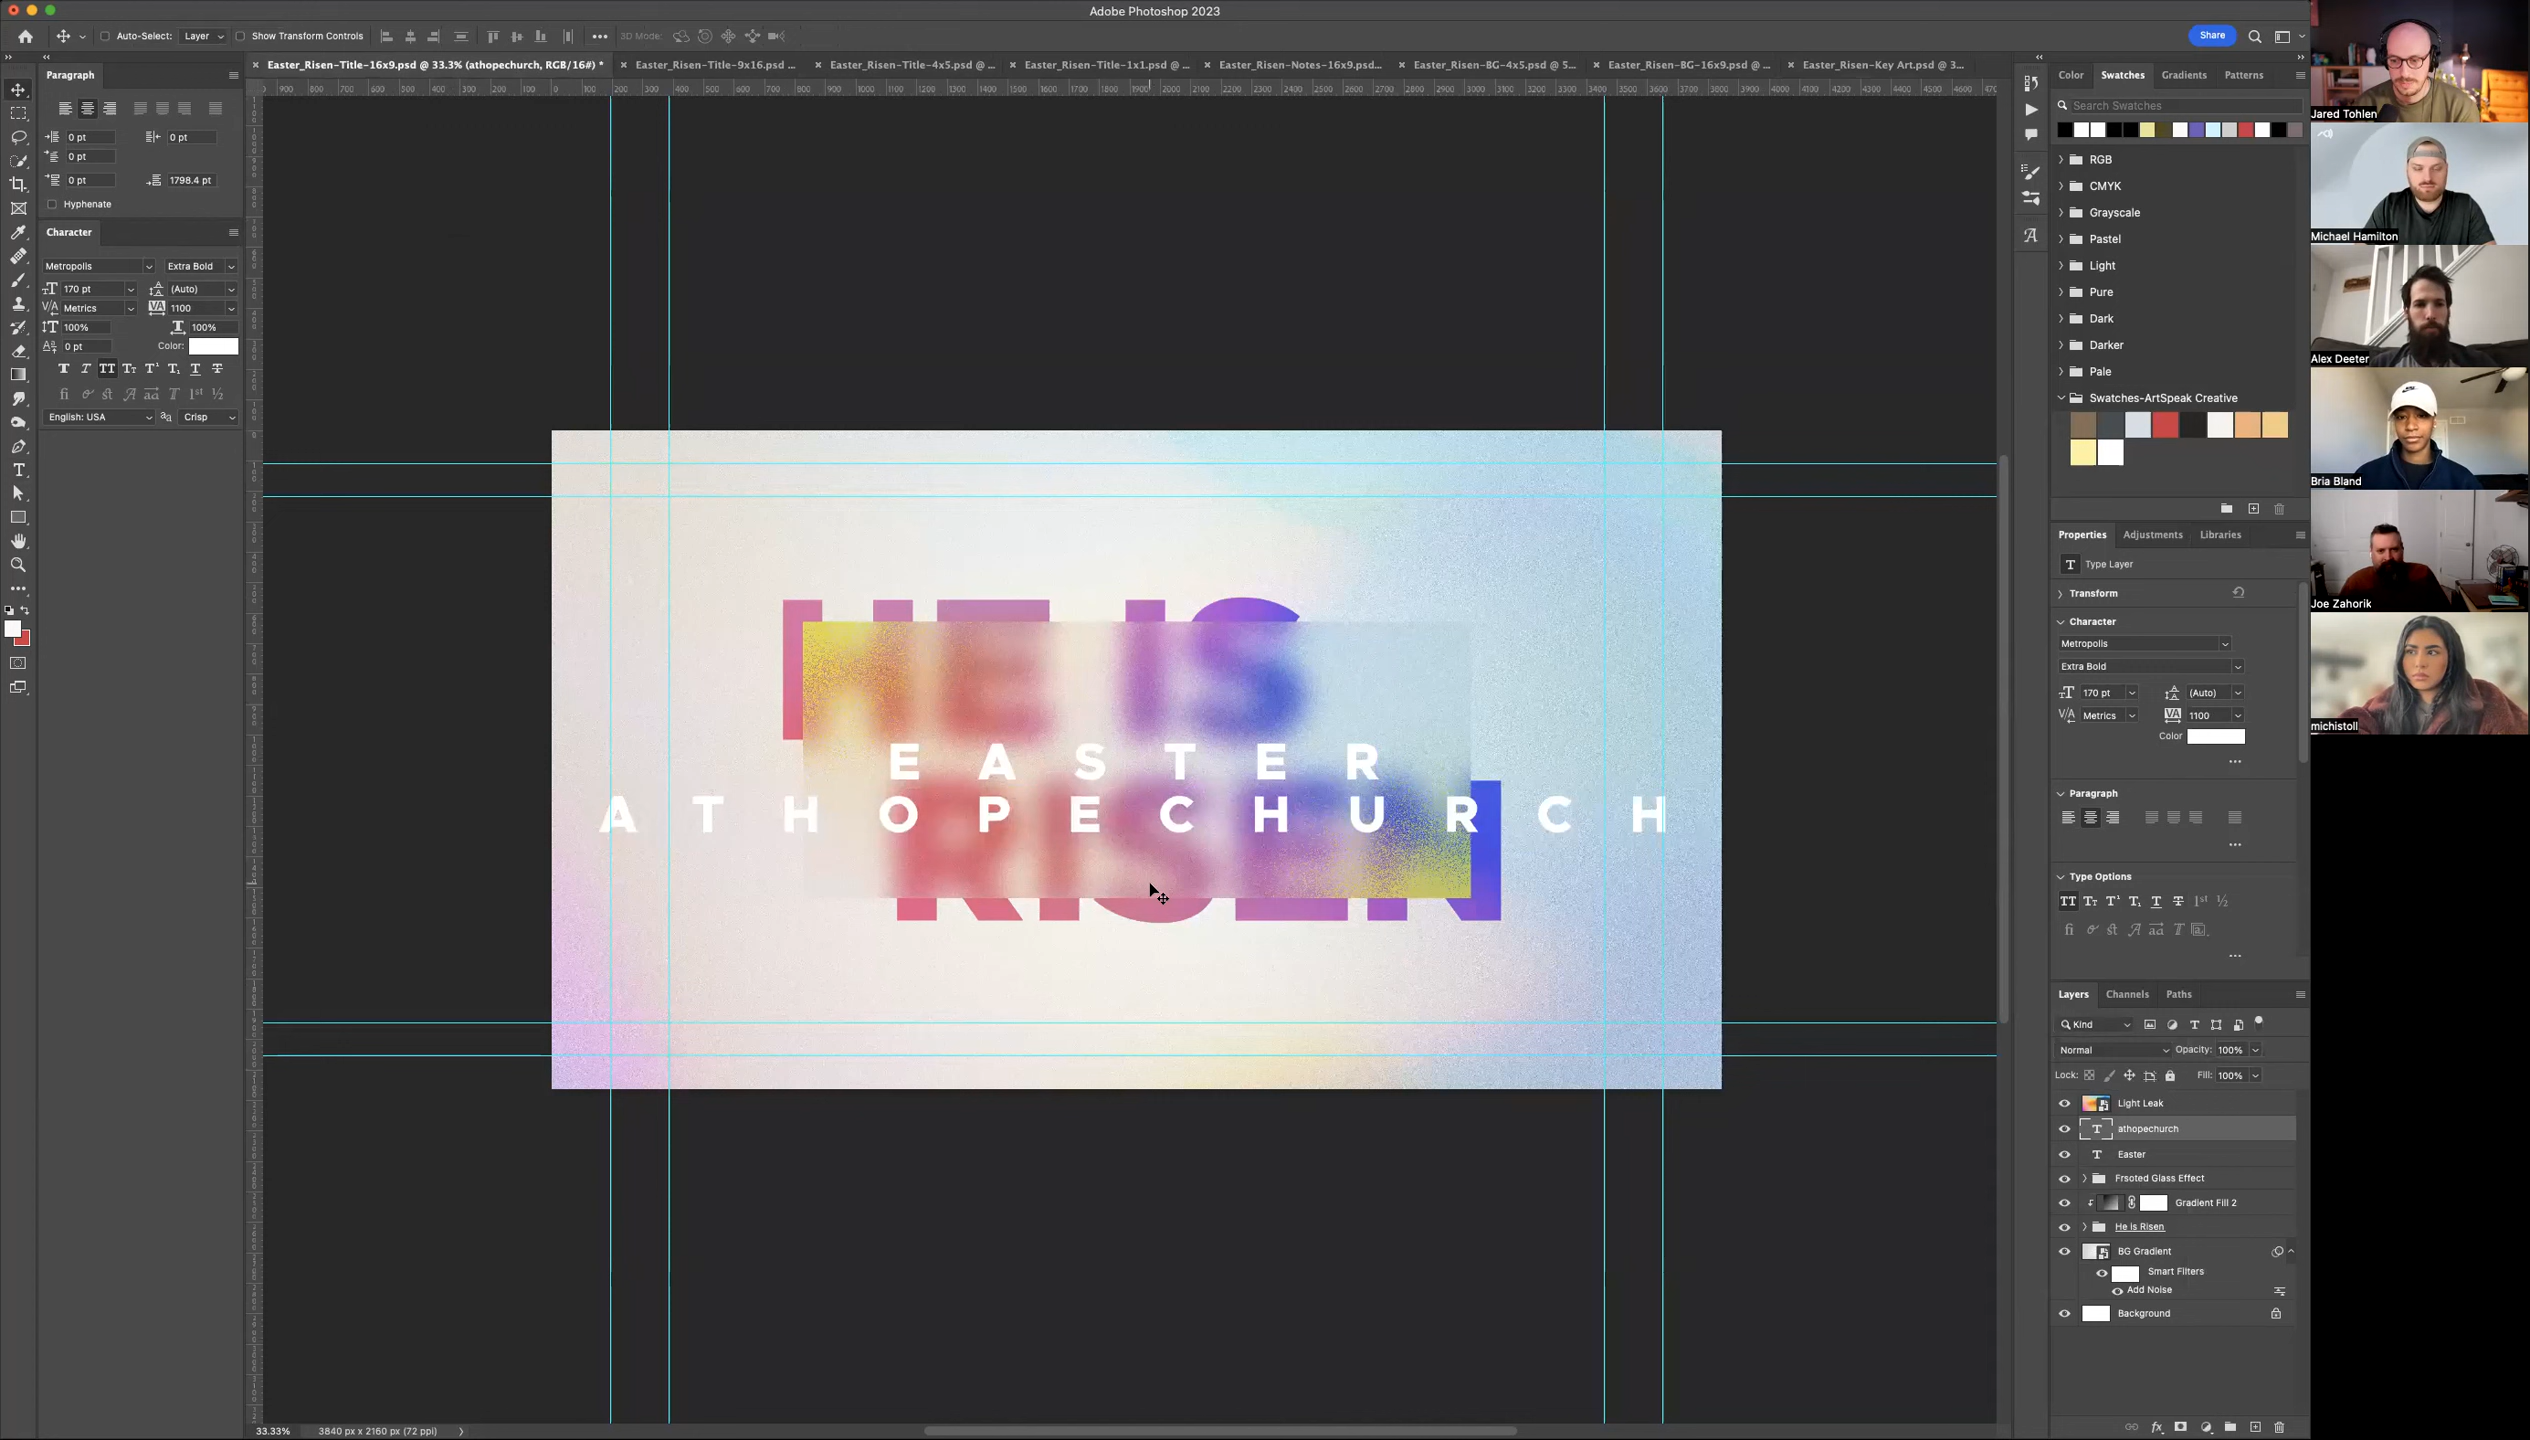 Adobe Photoshop 2023
Auto-Select: Layer Show Transform Controls 3D Mode: Share
Easter_Risen-Title-16x9.psd @ 33.3% (athopechurch, RGB/16#) * Easter_Risen-Title-9x16.psd ... Easter_Risen-Title-4x5.psd @ ... Easter_Risen-Title-1x1.psd @ ... Easter_Risen-Notes-16x9.psd... Easter_Risen-BG-4x5.psd @ 5... Easter_Risen-BG-16x9.psd @ ... Easter_Risen-Key Art.psd @ 3...
Paragraph
0 pt 0 pt
0 pt
0 pt 1798.4 pt
Hyphenate
Character
Metropolis Extra Bold
170 pt (Auto)
Metrics 1100
100% 100%
0 pt Color:
English: USA Crisp
HE IS
EASTER
ATHOPECHURCH
RISEN
33.33% 3840 px x 2160 px (72 ppi)
Color Swatches Gradients Patterns
Search Swatches
RGB
CMYK
Grayscale
Pastel
Light
Pure
Dark
Darker
Pale
Swatches-ArtSpeak Creative
Properties Adjustments Libraries
Type Layer
Transform
Character
Metropolis
Extra Bold
170 pt (Auto)
Metrics 1100
Color
Paragraph
Type Options
Layers Channels Paths
Kind
Normal Opacity: 100%
Lock: Fill: 100%
Light Leak
athopechurch
Easter
Frsoted Glass Effect
Gradient Fill 2
He is Risen
BG Gradient
Smart Filters
Add Noise
Background
Jared Tohlen
Michael Hamilton
Alex Deeter
Bria Bland
Joe Zahorik
michistoll